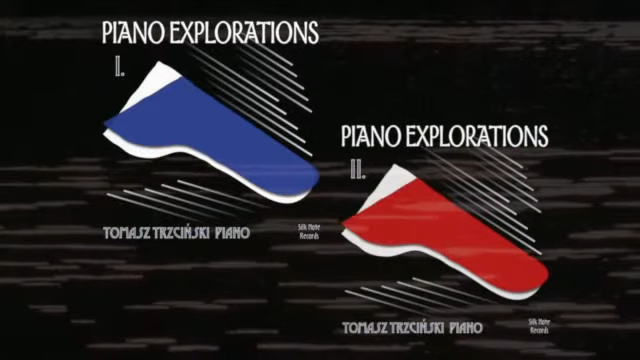 PIANO EXPLORATIONS
I.
TOMASZ TRZCIŃSKI PIANO
Silk Note
Records
PIANO EXPLORATIONS
II.
TOMASZ TRZCIŃSKI PIANO
Silk Note
Records